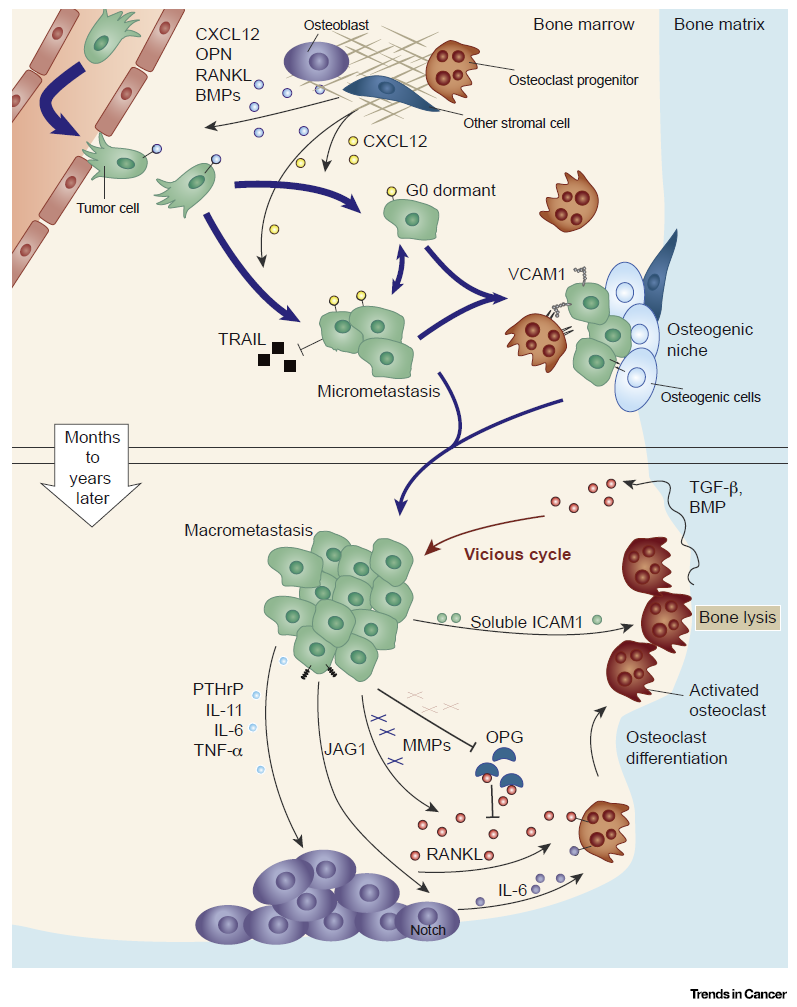 Bone marrow
Bone matrix
CXCL12
OPN
RANKL
BMPs
Osteoblast
Osteoclast progenitor
Other stromal cell
CXCL12
Tumor cell
G0 dormant
VCAM1
TRAIL
Micrometastasis
Osteogenic
niche
Osteogenic cells
Months
to
years
later
TGF-β,
BMP
Macrometastasis
Vicious cycle
Soluble ICAM1
Bone lysis
Activated
osteoclast
PTHrP
IL-11
IL-6
TNF-α
JAG1
MMPs
OPG
Osteoclast
differentiation
RANKL
IL-6
Notch
Trends in Cancer